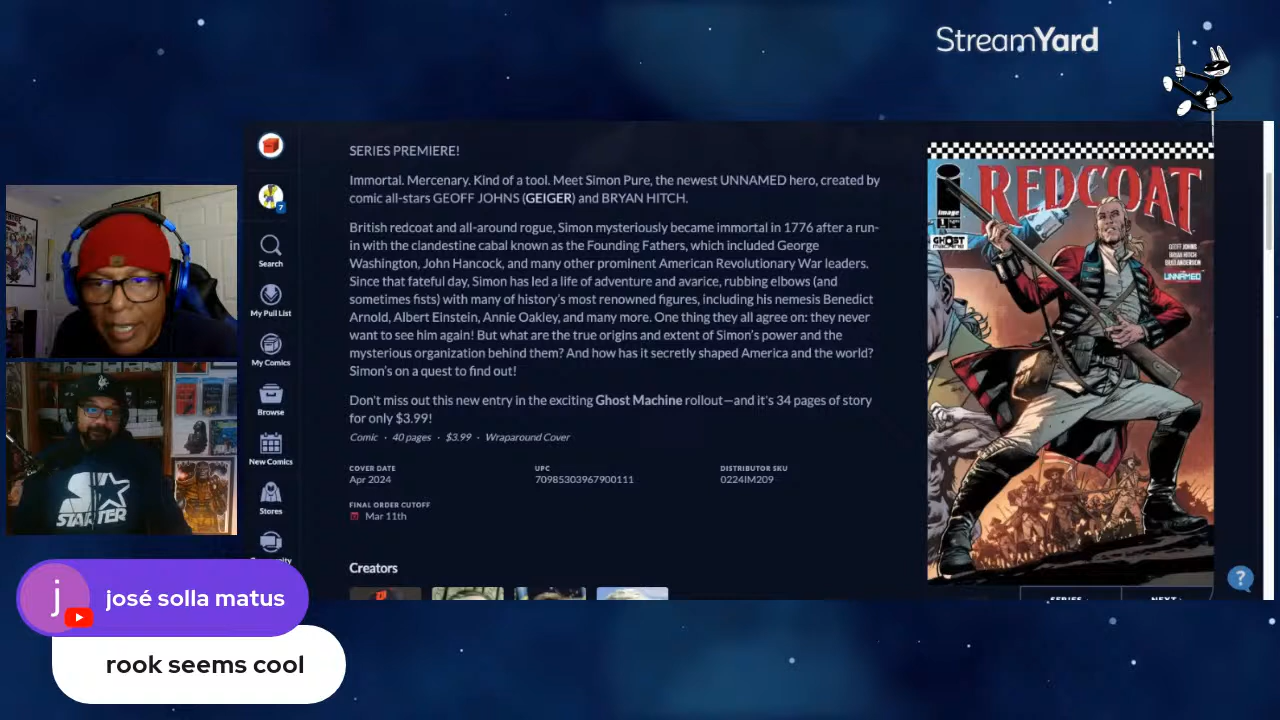 StreamYard
SERIES PREMIERE!
Immortal. Mercenary. Kind of a tool. Meet Simon Pure, the newest UNNAMED hero, created by
comic all-stars GEOFF JOHNS (GEIGER) and BRYAN HITCH.
British redcoat and all-around rogue, Simon mysteriously became immortal in 1776 after a run-
in with the clandestine cabal known as the Founding Fathers, which included George
Washington, John Hancock, and many other prominent American Revolutionary War leaders.
Since that fateful day, Simon has led a life of adventure and avarice, rubbing elbows (and
sometimes fists) with many of history's most renowned figures, including his nemesis Benedict
Arnold, Albert Einstein, Annie Oakley, and many more. One thing they all agree on: they never
want to see him again! But what are the true origins and extent of Simon's power and the
mysterious organization behind them? And how has it secretly shaped America and the world?
Simon's on a quest to find out!
Don't miss out this new entry in the exciting Ghost Machine rollout—and it's 34 pages of story
for only $3.99!
Comic · 40 pages · $3.99 · Wraparound Cover
COVER DATE
Apr 2024
UPC
70985303967900111
DISTRIBUTOR SKU
0224IM209
FINAL ORDER CUTOFF
Mar 11th
Creators
7
Search
My Pull List
My Comics
Browse
New Comics
Stores
REDCOAT
image
GHOST
MACHINE
GEOFF JOHNS
BRYAN HITCH
UNNAMED
?
STARTER
j
josé solla matus
rook seems cool